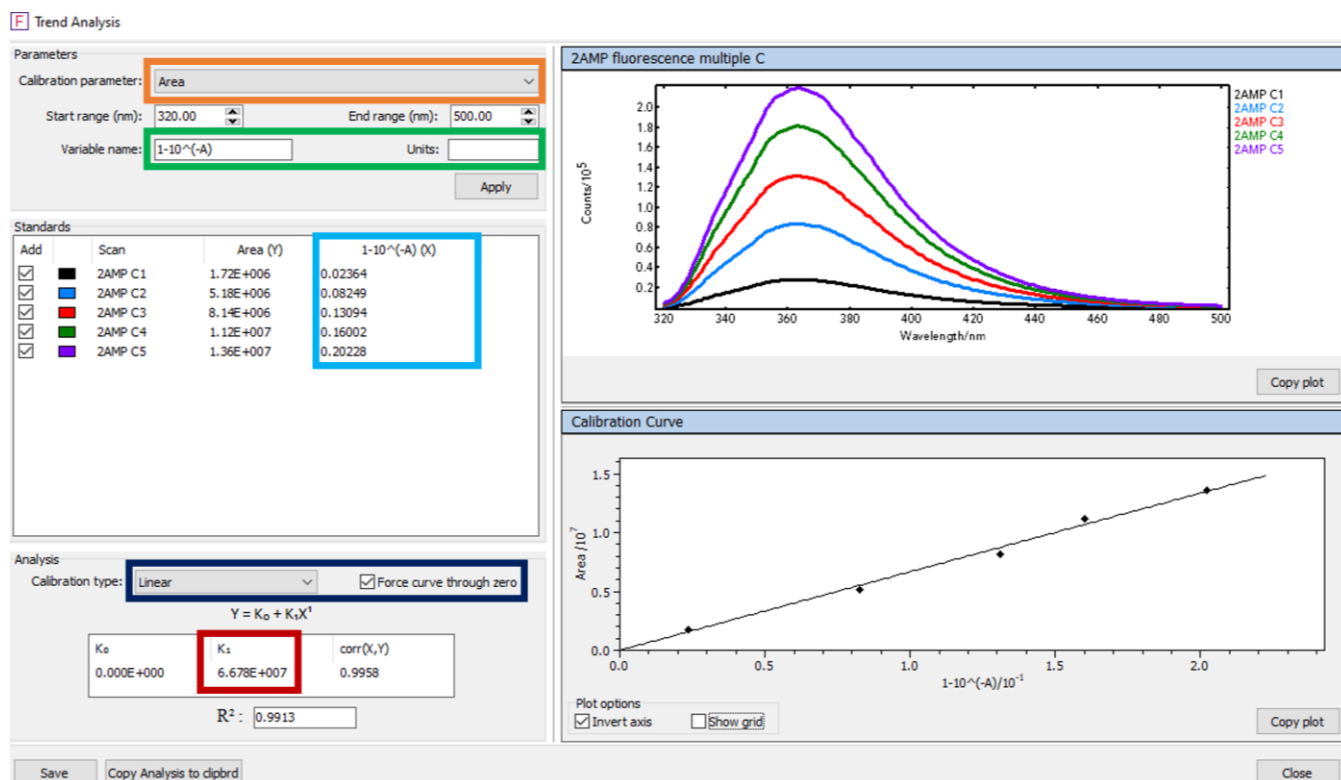 F Trend Analysis
Parameters
Calibration parameter: Area
Start range (nm): 320.00 End range (nm): 500.00
Variable name: 1-10^(-A) Units:
Apply
Standards
Add Scan Area (Y) 1-10^(-A) (X)
2AMP C1 1.72E+006 0.02364
2AMP C2 5.18E+006 0.08249
2AMP C3 8.14E+006 0.13094
2AMP C4 1.12E+007 0.16002
2AMP C5 1.36E+007 0.20228
Analysis
Calibration type: Linear Force curve through zero
Y = K₀ + K₁X¹
K₀ K₁ corr(X,Y)
0.000E+000 6.678E+007 0.9958
R² : 0.9913
Save Copy Analysis to clipbrd
2AMP fluorescence multiple C
2AMP C1
2AMP C2
2AMP C3
2AMP C4
2AMP C5
Counts/10⁵
2.0
1.8
1.6
1.4
1.2
1.0
0.8
0.6
0.4
0.2
320 340 360 380 400 420 440 460 480 500
Wavelength/nm
Copy plot
Calibration Curve
Area /10⁷
1.5
1.0
0.5
0.0
0.0 0.5 1.0 1.5 2.0
1-10^(-A)/10⁻¹
Plot options
Invert axis Show grid
Copy plot
Close